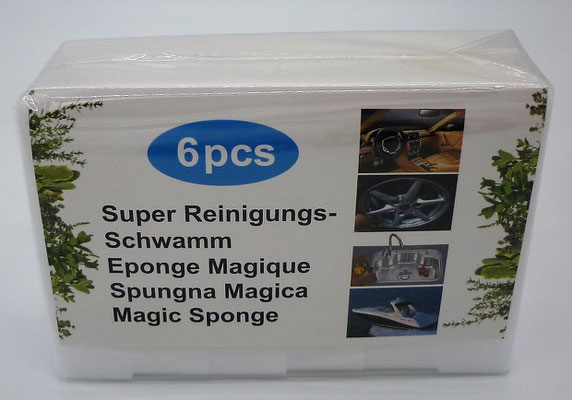 6pcs
Super Reinigungs-
Schwamm
Eponge Magique
Spungna Magica
Magic Sponge